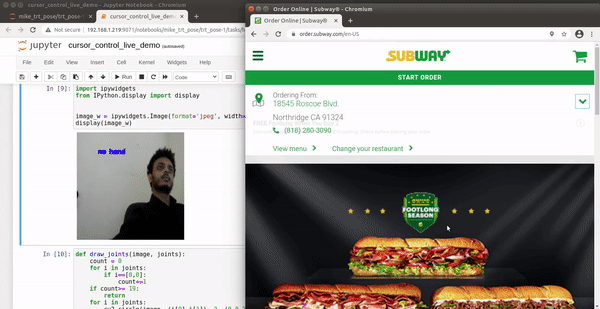 mike_trt_pose/trt_pose-
cursor_control_live_demo
Not secure | 192.168.1.219:9071/notebooks/mike_trt_pose/trt_pose-1/tasks/
jupyter cursor_control_live_demo (autosaved)
File Edit View Insert Cell Kernel Widgets Help
Run
Code
In [9]: import ipywidgets
from IPython.display import display
image_w = ipywidgets.Image(format='jpeg', width=
display(image_w)
no hand
In [10]: def draw_joints(image, joints):
count = 0
for i in joints:
if i==[0,0]:
count+=1
if count>= 19:
return
for i in joints:
Order Online | Subway® - Chromium
Order Online | Subway®
order.subway.com/en-US
SUBWAY
START ORDER
Ordering From:
18545 Roscoe Blvd.
Northridge CA 91324
(818) 280-3090
View menu
Change your restaurant
FOOTLONG
SEASON